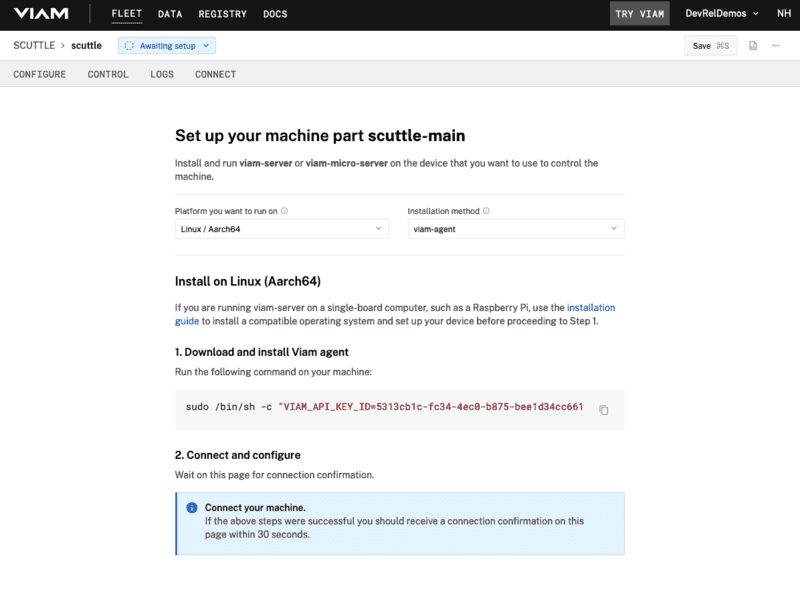 VIAM FLEET DATA REGISTRY DOCS TRY VIAM DevRelDemos NH
SCUTTLE > scuttle Awaiting setup Save ⌘S ...
CONFIGURE CONTROL LOGS CONNECT
Set up your machine part scuttle-main
Install and run viam-server or viam-micro-server on the device that you want to use to control the
machine.
Platform you want to run on Installation method
Linux / Aarch64 viam-agent
Install on Linux (Aarch64)
If you are running viam-server on a single-board computer, such as a Raspberry Pi, use the installation
guide to install a compatible operating system and set up your device before proceeding to Step 1.
1. Download and install Viam agent
Run the following command on your machine:
sudo /bin/sh -c "VIAM_API_KEY_ID=5313cb1c-fc34-4ec0-b875-bee1d34cc661
2. Connect and configure
Wait on this page for connection confirmation.
Connect your machine.
If the above steps were successful you should receive a connection confirmation on this
page within 30 seconds.